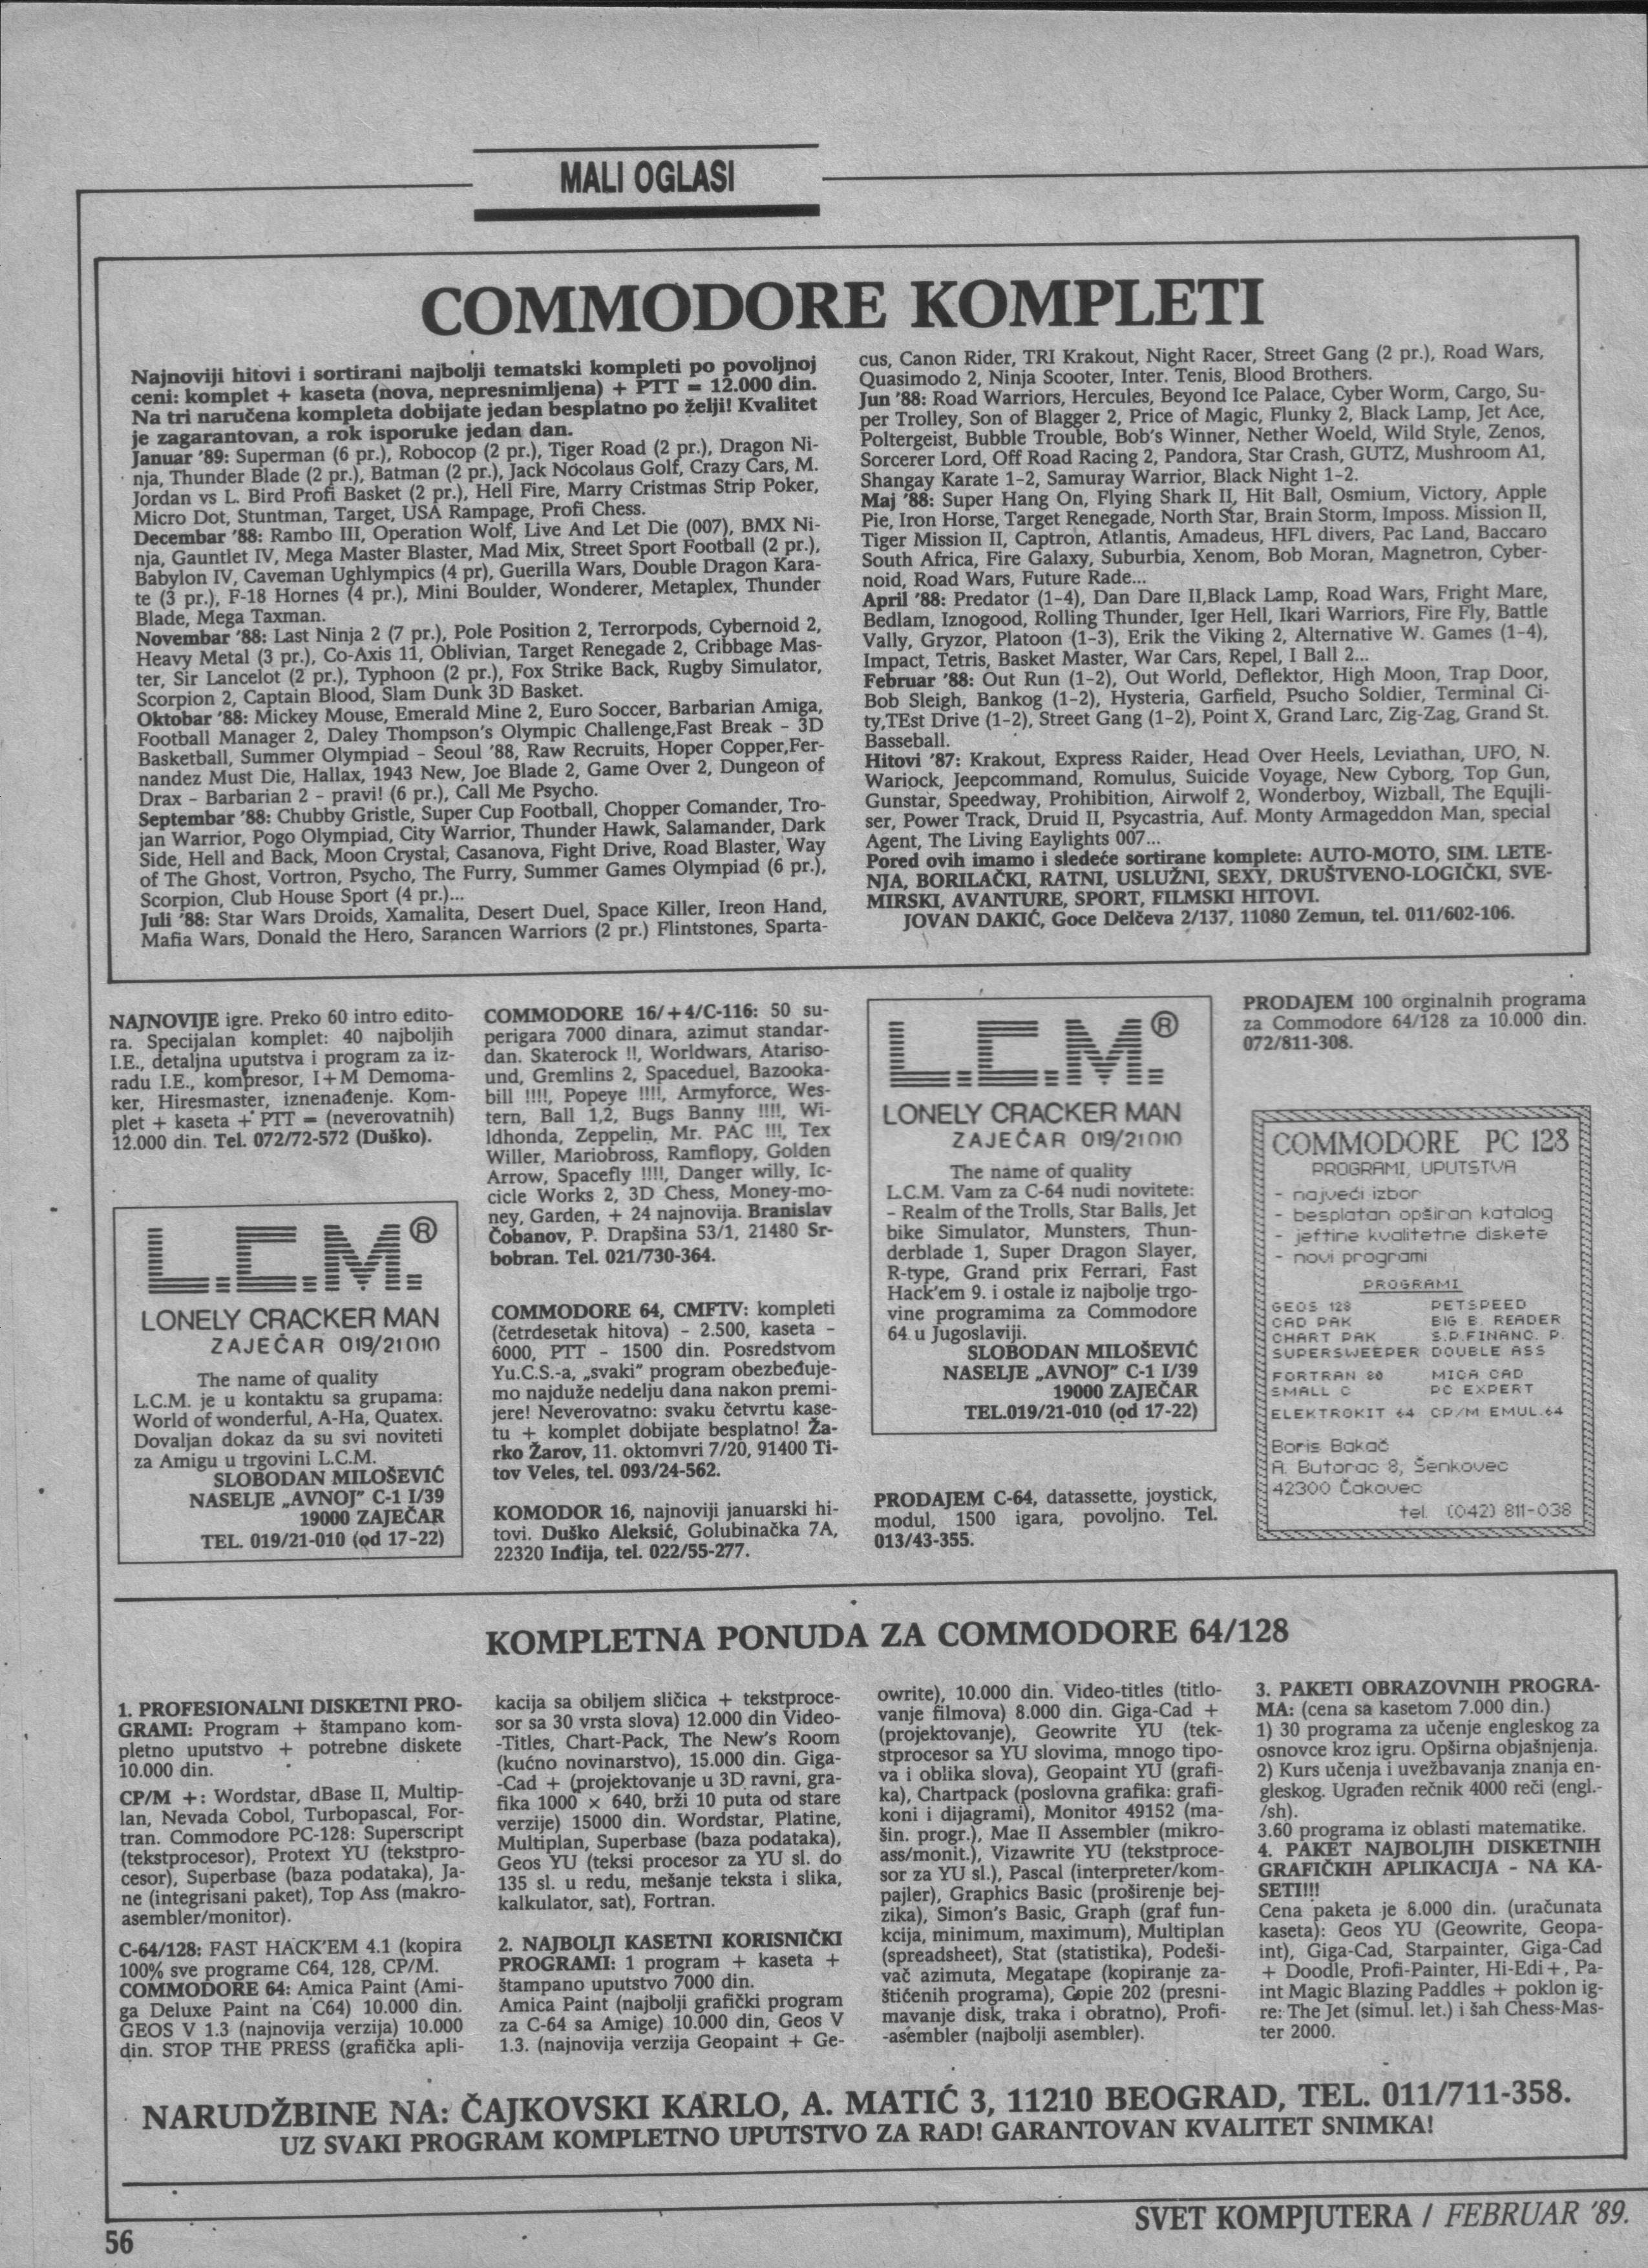 MALI OGLASI
COMMODORE KOMPLETI
Najnoviji hitovi i sortirani najbolji tematski kompleti po povoljnoj
ceni: komplet + kaseta (nova, nepresnimljena) + PTT = 12.000 din.
Na tri naručena kompleta dobijate jedan besplatno po želji! Kvalitet
je zagarantovan, a rok isporuke jedan dan.
Januar '89: Superman (6 pr.), Robocop (2 pr.), Tiger Road (2 pr.), Dragon Ni-
nja, Thunder Blade (2 pr.), Batman (2 pr.), Jack Nocolaus Golf, Crazy Cars, M.
Jordan vs L. Bird Profi Basket (2 pr.), Hell Fire, Marry Cristmas Strip Poker,
Micro Dot, Stuntman, Target, USA Rampage, Profi Chess.
Decembar '88: Rambo III, Operation Wolf, Live And Let Die (007), BMX Ni-
nja, Gauntlet IV, Mega Master Blaster, Mad Mix, Street Sport Football (2 pr.),
Babylon IV, Caveman Ughlympics (4 pr), Guerilla Wars, Double Dragon Kara-
te (3 pr.), F-18 Hornes (4 pr.), Mini Boulder, Wonderer, Metaplex, Thunder
Blade, Mega Taxman.
Novembar '88: Last Ninja 2 (7 pr.), Pole Position 2, Terrorpods, Cybernoid 2,
Heavy Metal (3 pr.), Co-Axis 11, Oblivian, Target Renegade 2, Cribbage Mas-
ter, Sir Lancelot (2 pr.), Typhoon (2 pr.), Fox Strike Back, Rugby Simulator,
Scorpion 2, Captain Blood, Slam Dunk 3D Basket.
Oktobar '88: Mickey Mouse, Emerald Mine 2, Euro Soccer, Barbarian Amiga,
Football Manager 2, Daley Thompson's Olympic Challenge,Fast Break – 3D
Basketball, Summer Olympiad – Seoul '88, Raw Recruits, Hoper Copper,Fer-
nandez Must Die, Hallax, 1943 New, Joe Blade 2, Game Over 2, Dungeon of
Drax – Barbarian 2 – pravi! (6 pr.), Call Me Psycho.
Septembar '88: Chubby Gristle, Super Cup Football, Chopper Comander, Tro-
jan Warrior, Pogo Olympiad, City Warrior, Thunder Hawk, Salamander, Dark
Side, Hell and Back, Moon Crystal, Casanova, Fight Drive, Road Blaster, Way
of The Ghost, Vortron, Psycho, The Furry, Summer Games Olympiad (6 pr.),
Scorpion, Club House Sport (4 pr.)...
Juli '88: Star Wars Droids, Xamalita, Desert Duel, Space Killer, Ireon Hand,
Mafia Wars, Donald the Hero, Sarancen Warriors (2 pr.) Flintstones, Sparta-
cus, Canon Rider, TRI Krakout, Night Racer, Street Gang (2 pr.), Road Wars,
Quasimodo 2, Ninja Scooter, Inter. Tenis, Blood Brothers.
Jun '88: Road Warriors, Hercules, Beyond Ice Palace, Cyber Worm, Cargo, Su-
per Trolley, Son of Blagger 2, Price of Magic, Flunky 2, Black Lamp, Jet Ace,
Poltergeist, Bubble Trouble, Bob's Winner, Nether Woeld, Wild Style, Zenos,
Sorcerer Lord, Off Road Racing 2, Pandora, Star Crash, GUTZ, Mushroom A1,
Shangay Karate 1-2, Samuray Warrior, Black Night 1-2.
Maj '88: Super Hang On, Flying Shark II, Hit Ball, Osmium, Victory, Apple
Pie, Iron Horse, Target Renegade, North Star, Brain Storm, Imposs. Mission II,
Tiger Mission II, Captron, Atlantis, Amadeus, HFL divers, Pac Land, Baccaro
South Africa, Fire Galaxy, Suburbia, Xenom, Bob Moran, Magnetron, Cyber-
noid, Road Wars, Future Rade...
April '88: Predator (1-4), Dan Dare II,Black Lamp, Road Wars, Fright Mare,
Bedlam, Iznogood, Rolling Thunder, Iger Hell, Ikari Warriors, Fire Fly, Battle
Vally, Gryzor, Platoon (1-3), Erik the Viking 2, Alternative W. Games (1-4),
Impact, Tetris, Basket Master, War Cars, Repel, I Ball 2...
Februar '88: Out Run (1-2), Out World, Deflektor, High Moon, Trap Door,
Bob Sleigh, Bankog (1-2), Hysteria, Garfield, Psucho Soldier, Terminal Ci-
ty,TEst Drive (1-2), Street Gang (1-2), Point X, Grand Larc, Zig-Zag, Grand St.
Basseball.
Hitovi '87: Krakout, Express Raider, Head Over Heels, Leviathan, UFO, N.
Wariock, Jeepcommand, Romulus, Suicide Voyage, New Cyborg, Top Gun,
Gunstar, Speedway, Prohibition, Airwolf 2, Wonderboy, Wizball, The Equili-
ser, Power Track, Druid II, Psycastria, Auf. Monty Armageddon Man, special
Agent, The Living Eaylights 007...
Pored ovih imamo i sledeće sortirane komplete: AUTO-MOTO, SIM. LETE-
NJA, BORILAČKI, RATNI, USLUŽNI, SEXY, DRUŠTVENO-LOGIČKI, SVE-
MIRSKI, AVANTURE, SPORT, FILMSKI HITOVI.
JOVAN DAKIĆ, Goce Delčeva 2/137, 11080 Zemun, tel. 011/602-106.
NAJNOVIJE igre. Preko 60 intro edito-
ra. Specijalan komplet: 40 najboljih
I.E., detaljna uputstva i program za iz-
radu I.E., kompresor, I+M Demoma-
ker, Hiresmaster, iznenađenje. Kom-
plet + kaseta + PTT = (neverovatnih)
12.000 din. Tel. 072/72-572 (Duško).
L.C.M.®
LONELY CRACKER MAN
ZAJEČAR 019/21010
The name of quality
L.C.M. je u kontaktu sa grupama:
World of wonderful, A-Ha, Quatex.
Dovaljan dokaz da su svi noviteti
za Amigu u trgovini L.C.M.
SLOBODAN MILOŠEVIĆ
NASELJE „AVNOJ” C-1 I/39
19000 ZAJEČAR
TEL. 019/21-010 (od 17-22)
COMMODORE 16/+4/C-116: 50 su-
perigara 7000 dinara, azimut standar-
dan. Skaterock !!, Worldwars, Atariso-
und, Gremlins 2, Spaceduel, Bazooka-
bill !!!!, Popeye !!!!, Armyforce, Wes-
tern, Ball 1,2, Bugs Banny !!!!, Wi-
ldhonda, Zeppelin, Mr. PAC !!!, Tex
Willer, Mariobross, Ramflopy, Golden
Arrow, Spacefly !!!!, Danger willy, Ic-
cicle Works 2, 3D Chess, Money-mo-
ney, Garden, + 24 najnovija. Branislav
Čobanov, P. Drapšina 53/1, 21480 Sr-
bobran. Tel. 021/730-364.
COMMODORE 64, CMFTV: kompleti
(četrdesetak hitova) – 2.500, kaseta –
6000, PTT – 1500 din. Posredstvom
Yu.C.S.-a, „svaki” program obezbeđuje-
mo najduže nedelju dana nakon premi-
jere! Neverovatno: svaku četvrtu kase-
tu + komplet dobijate besplatno! Ža-
rko Žarov, 11. oktomvri 7/20, 91400 Ti-
tov Veles, tel. 093/24-562.
KOMODOR 16, najnoviji januarski hi-
tovi. Duško Aleksić, Golubinačka 7A,
22320 Inđija, tel. 022/55-277.
L.C.M.®
LONELY CRACKER MAN
ZAJEČAR 019/21010
The name of quality
L.C.M. Vam za C-64 nudi novitete:
– Realm of the Trolls, Star Balls, Jet
bike Simulator, Munsters, Thun-
derblade 1, Super Dragon Slayer,
R-type, Grand prix Ferrari, Fast
Hack'em 9. i ostale iz najbolje trgo-
vine programima za Commodore
64 u Jugoslaviji.
SLOBODAN MILOŠEVIĆ
NASELJE „AVNOJ” C-1 I/39
19000 ZAJEČAR
TEL.019/21-010 (od 17-22)
PRODAJEM C-64, datassette, joystick,
modul, 1500 igara, povoljno. Tel.
013/43-355.
PRODAJEM 100 orginalnih programa
za Commodore 64/128 za 10.000 din.
072/811-308.
COMMODORE PC 128
PROGRAMI, UPUTSTVA
- najveći izbor
- besplatan opširan katalog
- jeftine kvalitetne diskete
- novi programi
PROGRAMI
GEOS 128 PETSPEED
CAD PAK BIG B. READER
CHART PAK S.P.FINANC. P.
SUPERSWEEPER DOUBLE ASS
FORTRAN 80 MICA CAD
SMALL C PC EXPERT
ELEKTROKIT 64 CP/M EMUL.64
Boris Bakač
A. Butorac 8, Šenkovec
42300 Čakovec
tel. (042) 811-038
KOMPLETNA PONUDA ZA COMMODORE 64/128
1. PROFESIONALNI DISKETNI PRO-
GRAMI: Program + štampano kom-
pletno uputstvo + potrebne diskete
10.000 din.
CP/M +: Wordstar, dBase II, Multip-
lan, Nevada Cobol, Turbopascal, For-
tran. Commodore PC-128: Superscript
(tekstprocesor), Protext YU (tekstpro-
cesor), Superbase (baza podataka), Ja-
ne (integrisani paket), Top Ass (makro-
asembler/monitor).
C-64/128: FAST HACK'EM 4.1 (kopira
100% sve programe C64, 128, CP/M.
COMMODORE 64: Amica Paint (Ami-
ga Deluxe Paint na C64) 10.000 din.
GEOS V 1.3 (najnovija verzija) 10.000
din. STOP THE PRESS (grafička apli-
kacija sa obiljem sličica + tekstproce-
sor sa 30 vrsta slova) 12.000 din Video-
-Titles, Chart-Pack, The New's Room
(kućno novinarstvo), 15.000 din. Giga-
-Cad + (projektovanje u 3D ravni, gra-
fika 1000 × 640, brži 10 puta od stare
verzije) 15000 din. Wordstar, Platine,
Multiplan, Superbase (baza podataka),
Geos YU (teksi procesor za YU sl. do
135 sl. u redu, mešanje teksta i slika,
kalkulator, sat), Fortran.
2. NAJBOLJI KASETNI KORISNIČKI
PROGRAMI: 1 program + kaseta +
štampano uputstvo 7000 din.
Amica Paint (najbolji grafički program
za C-64 sa Amige) 10.000 din, Geos V
1.3. (najnovija verzija Geopaint + Ge-
owrite), 10.000 din. Video-titles (titlo-
vanje filmova) 8.000 din. Giga-Cad +
(projektovanje), Geowrite YU (tek-
stprocesor sa YU slovima, mnogo tipo-
va i oblika slova), Geopaint YU (grafi-
ka), Chartpack (poslovna grafika: grafi-
koni i dijagrami), Monitor 49152 (ma-
šin. progr.), Mae II Assembler (mikro-
ass/monit.), Vizawrite YU (tekstproce-
sor za YU sl.), Pascal (interpreter/kom-
pajler), Graphics Basic (proširenje bej-
zika), Simon's Basic, Graph (graf fun-
kcija, minimum, maximum), Multiplan
(spreadsheet), Stat (statistika), Podeši-
vač azimuta, Megatape (kopiranje za-
štićenih programa), Copie 202 (presni-
mavanje disk, traka i obratno), Profi-
-asembler (najbolji asembler).
3. PAKETI OBRAZOVNIH PROGRA-
MA: (cena sa kasetom 7.000 din.)
1) 30 programa za učenje engleskog za
osnovce kroz igru. Opširna objašnjenja.
2) Kurs učenja i uvežbavanja znanja en-
gleskog. Ugrađen rečnik 4000 reči (engl.-
/sh).
3.60 programa iz oblasti matematike.
4. PAKET NAJBOLJIH DISKETNIH
GRAFIČKIH APLIKACIJA – NA KA-
SETI!!!
Cena paketa je 8.000 din. (uračunata
kaseta): Geos YU (Geowrite, Geopa-
int), Giga-Cad, Starpainter, Giga-Cad
+ Doodle, Profi-Painter, Hi-Edi+, Pa-
int Magic Blazing Paddles + poklon ig-
re: The Jet (simul. let.) i šah Chess-Mas-
ter 2000.
NARUDŽBINE NA: ČAJKOVSKI KARLO, A. MATIĆ 3, 11210 BEOGRAD, TEL. 011/711-358.
UZ SVAKI PROGRAM KOMPLETNO UPUTSTVO ZA RAD! GARANTOVAN KVALITET SNIMKA!
SVET KOMPJUTERA / FEBRUAR '89.
56